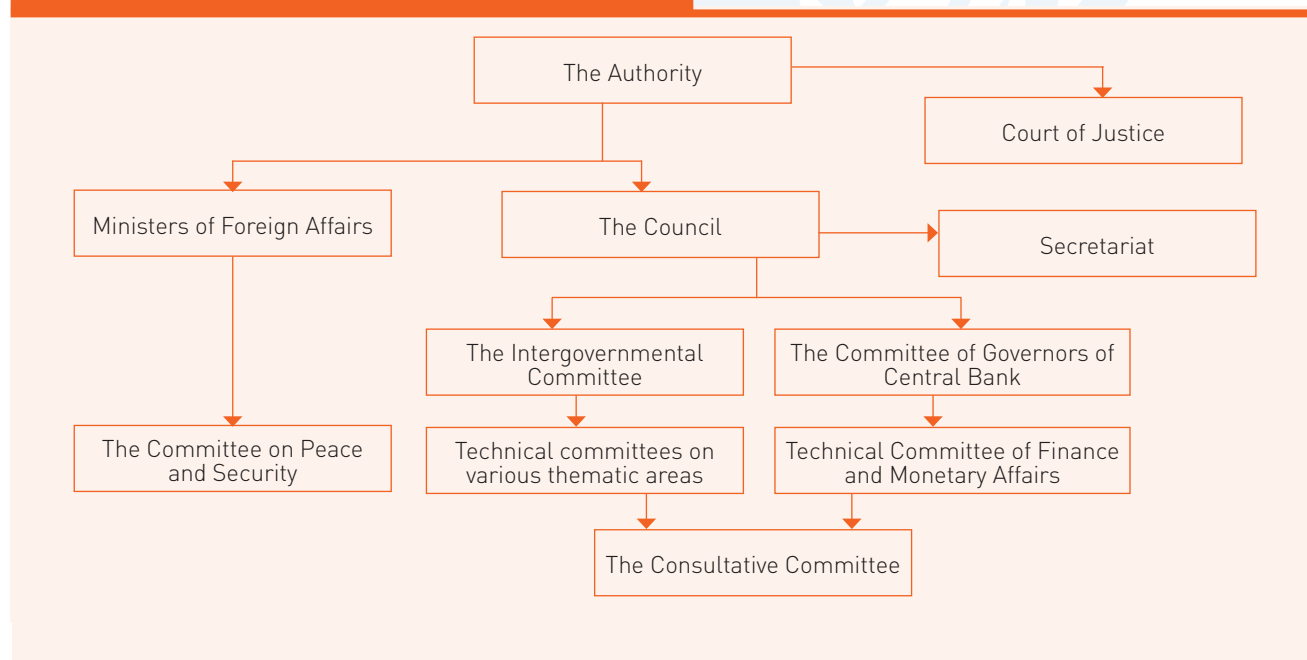 The Authority
Court of Justice
Ministers of Foreign Affairs
The Council
Secretariat
The Intergovernmental
Committee
The Committee of Governors of
Central Bank
The Committee on Peace
and Security
Technical committees on
various thematic areas
Technical Committee of Finance
and Monetary Affairs
The Consultative Committee